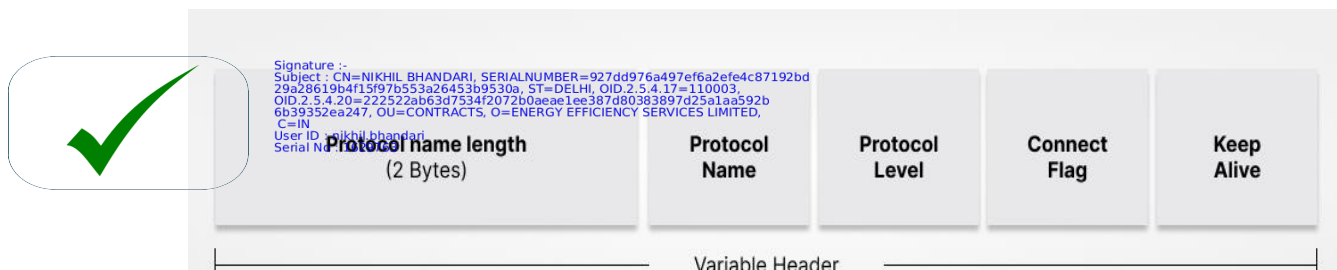 Signature :-
Subject : CN=NIKHIL BHANDARI, SERIALNUMBER=927dd976a497ef6a2efe4c87192bd
29a28619b4f15f97b553a26453b9530a, ST=DELHI, OID.2.5.4.17=110003,
OID.2.5.4.20=222522ab63d7534f2072b0aeae1ee387d80383897d25a1aa592b
6b39352ea247, OU=CONTRACTS, O=ENERGY EFFICIENCY SERVICES LIMITED,
C=IN
User ID : nikhil.bhandari
Serial No :
Protocol name length
(2 Bytes)
Protocol
Name
Protocol
Level
Connect
Flag
Keep
Alive
Variable Header